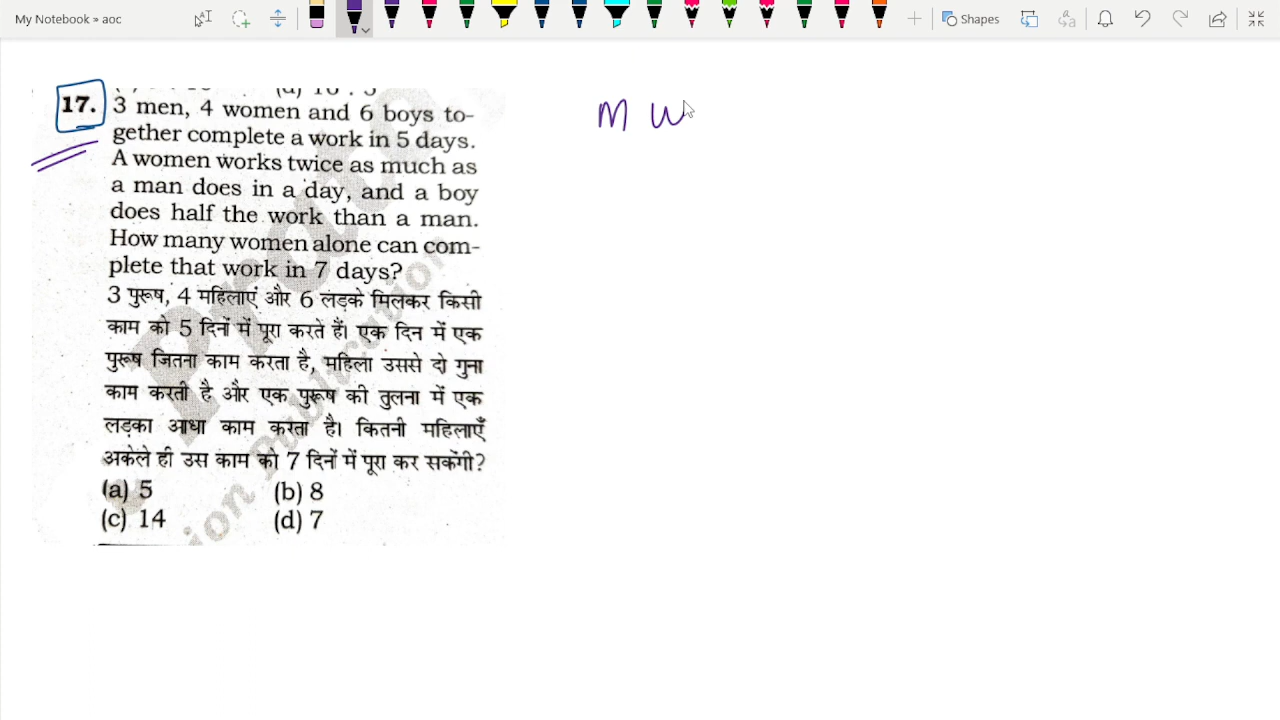 My Notebook » aoc
Shapes
(d) 10 : 5
17. 3 men, 4 women and 6 boys to-
gether complete a work in 5 days.
A women works twice as much as
a man does in a day, and a boy
does half the work than a man.
How many women alone can com-
plete that work in 7 days?
3 पुरूष, 4 महिलाएं और 6 लड़के मिलकर किसी
काम को 5 दिनों में पूरा करते हैं। एक दिन में एक
पुरूष जितना काम करता है, महिला उससे दो गुना
काम करती है और एक पुरूष की तुलना में एक
लड़का आधा काम करता है। कितनी महिलाएँ
अकेले ही उस काम को 7 दिनों में पूरा कर सकेंगी?
(a) 5 (b) 8
(c) 14 (d) 7
M W